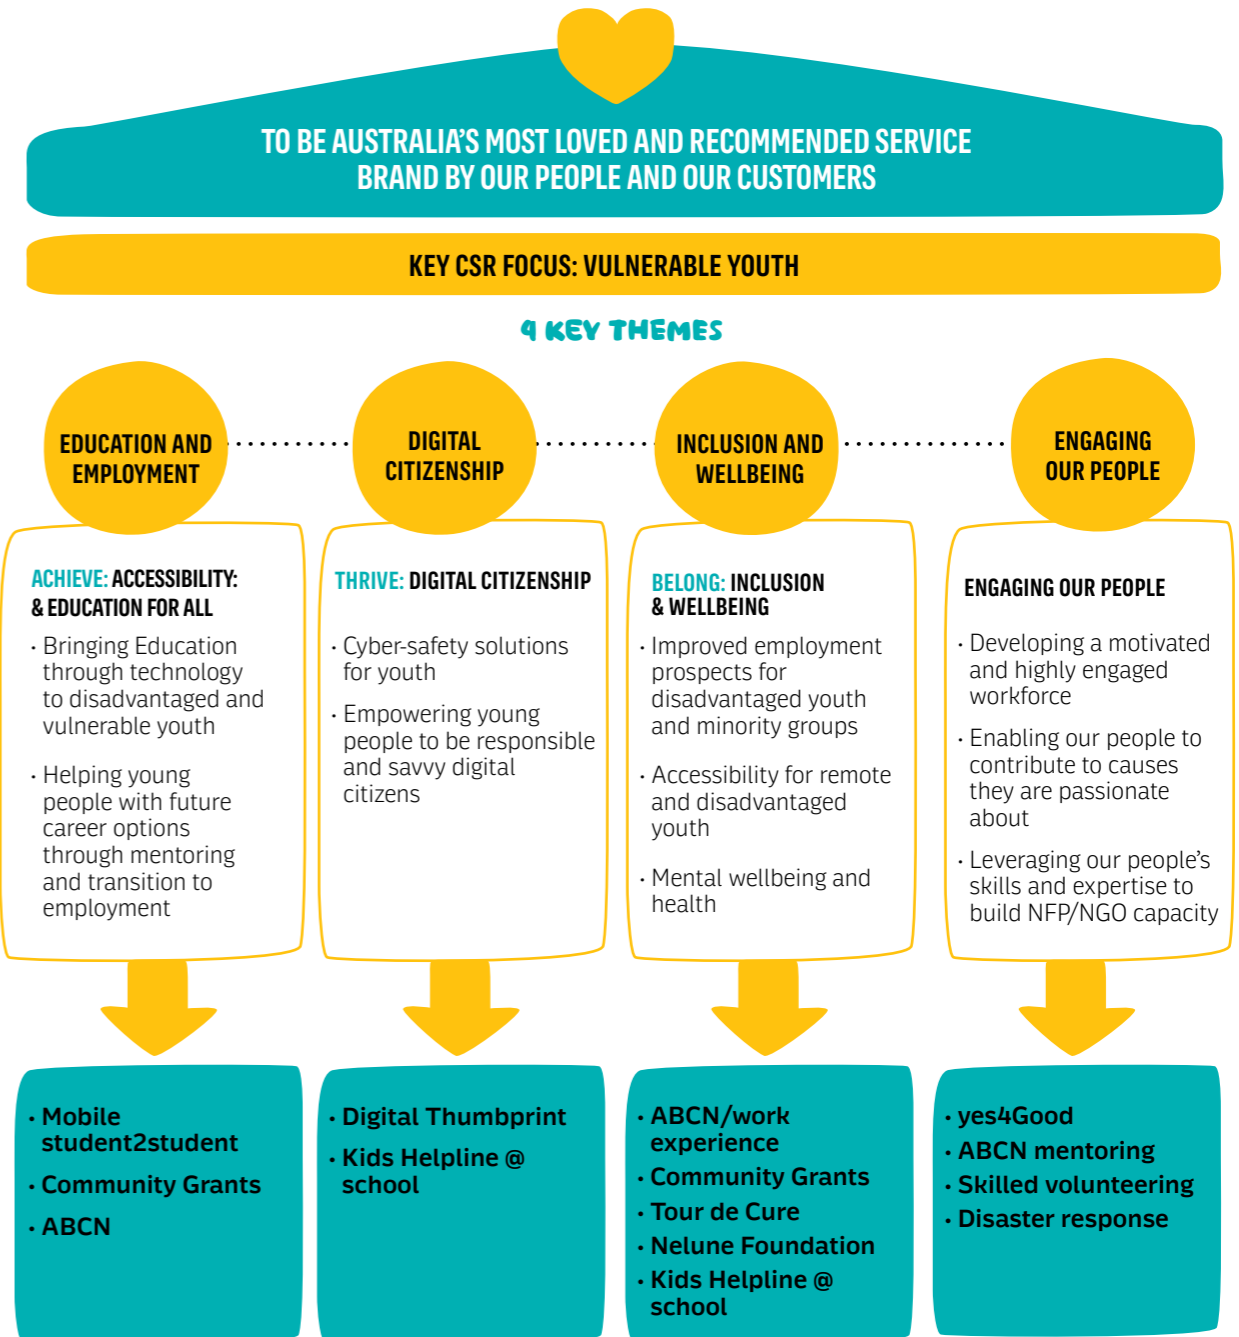 TO BE AUSTRALIA'S MOST LOVED AND RECOMMENDED SERVICE
BRAND BY OUR PEOPLE AND OUR CUSTOMERS
KEY CSR FOCUS: VULNERABLE YOUTH
4 KEY THEMES
EDUCATION AND
EMPLOYMENT
DIGITAL
CITIZENSHIP
INCLUSION AND
WELLBEING
ENGAGING
OUR PEOPLE
ACHIEVE: ACCESSIBILITY:
& EDUCATION FOR ALL
· Bringing Education
through technology
to disadvantaged and
vulnerable youth
· Helping young
people with future
career options
through mentoring
and transition to
employment
THRIVE: DIGITAL CITIZENSHIP
· Cyber-safety solutions
for youth
· Empowering young
people to be responsible
and savvy digital
citizens
BELONG: INCLUSION
& WELLBEING
· Improved employment
prospects for
disadvantaged youth
and minority groups
· Accessibility for remote
and disadvantaged
youth
· Mental wellbeing and
health
ENGAGING OUR PEOPLE
· Developing a motivated
and highly engaged
workforce
· Enabling our people to
contribute to causes
they are passionate
about
· Leveraging our people's
skills and expertise to
build NFP/NGO capacity
· Mobile
student2student
· Community Grants
· ABCN
· Digital Thumbprint
· Kids Helpline @
school
· ABCN/work
experience
· Community Grants
· Tour de Cure
· Nelune Foundation
· Kids Helpline @
school
· yes4Good
· ABCN mentoring
· Skilled volunteering
· Disaster response